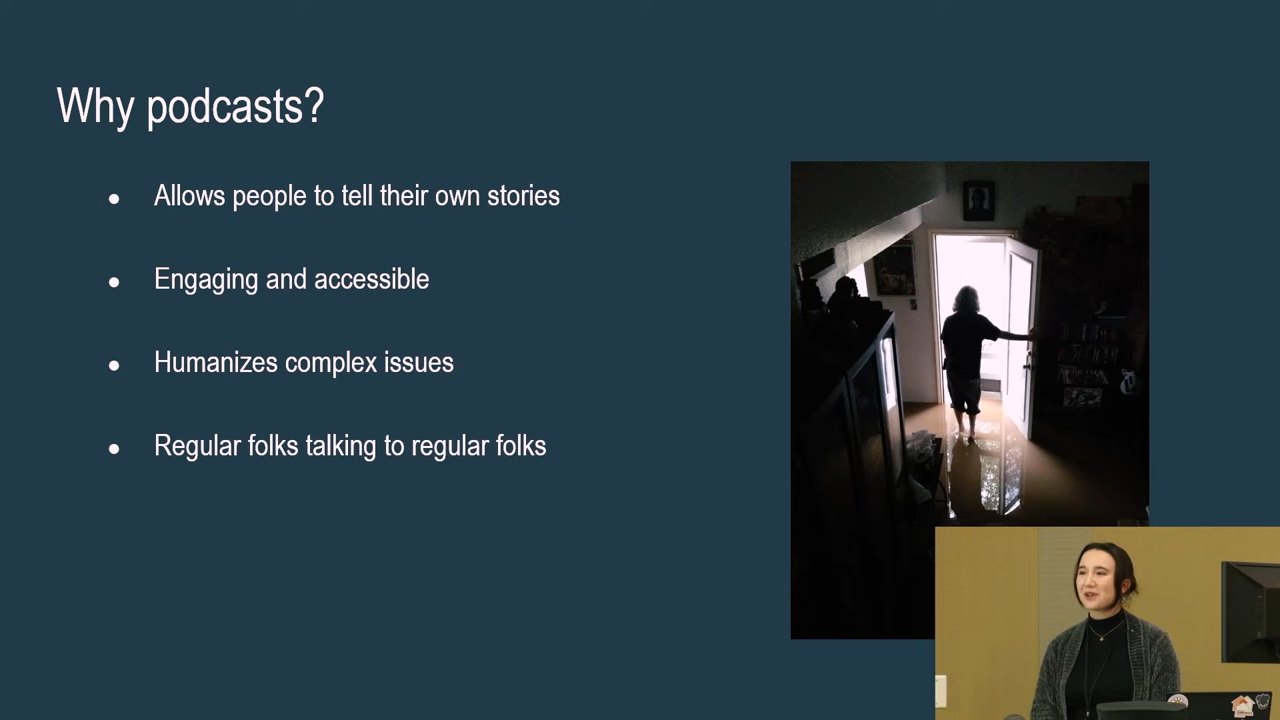 Why podcasts?
● Allows people to tell their own stories
● Engaging and accessible
● Humanizes complex issues
● Regular folks talking to regular folks